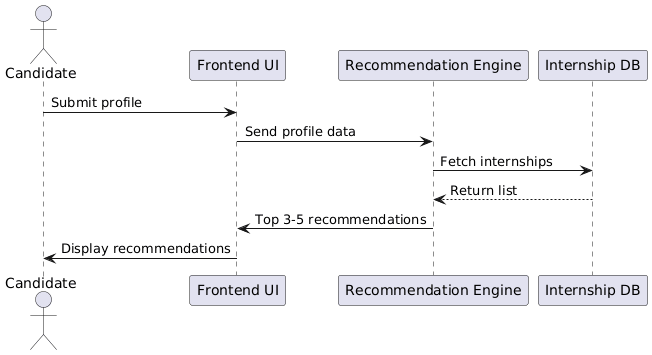 Candidate
Frontend UI
Recommendation Engine
Internship DB
Submit profile
Send profile data
Fetch internships
Return list
Top 3-5 recommendations
Display recommendations
Candidate
Frontend UI
Recommendation Engine
Internship DB